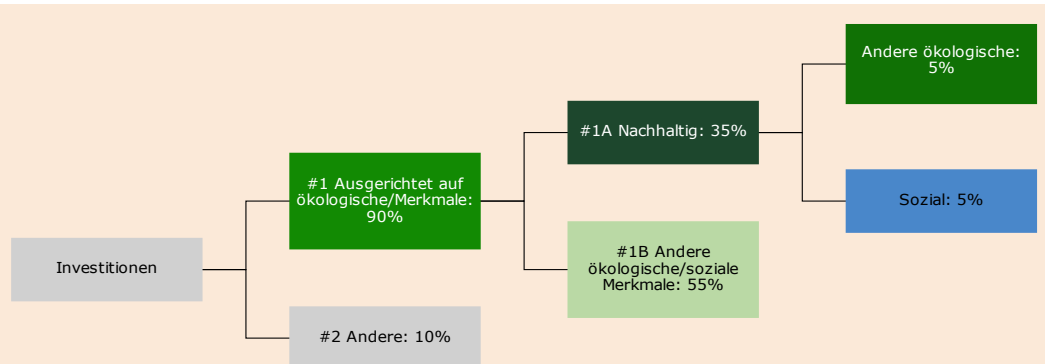 Investitionen
#1 Ausgerichtet auf
ökologische/Merkmale:
90%
#2 Andere: 10%
#1A Nachhaltig: 35%
#1B Andere
ökologische/soziale
Merkmale: 55%
Andere ökologische:
5%
Sozial: 5%